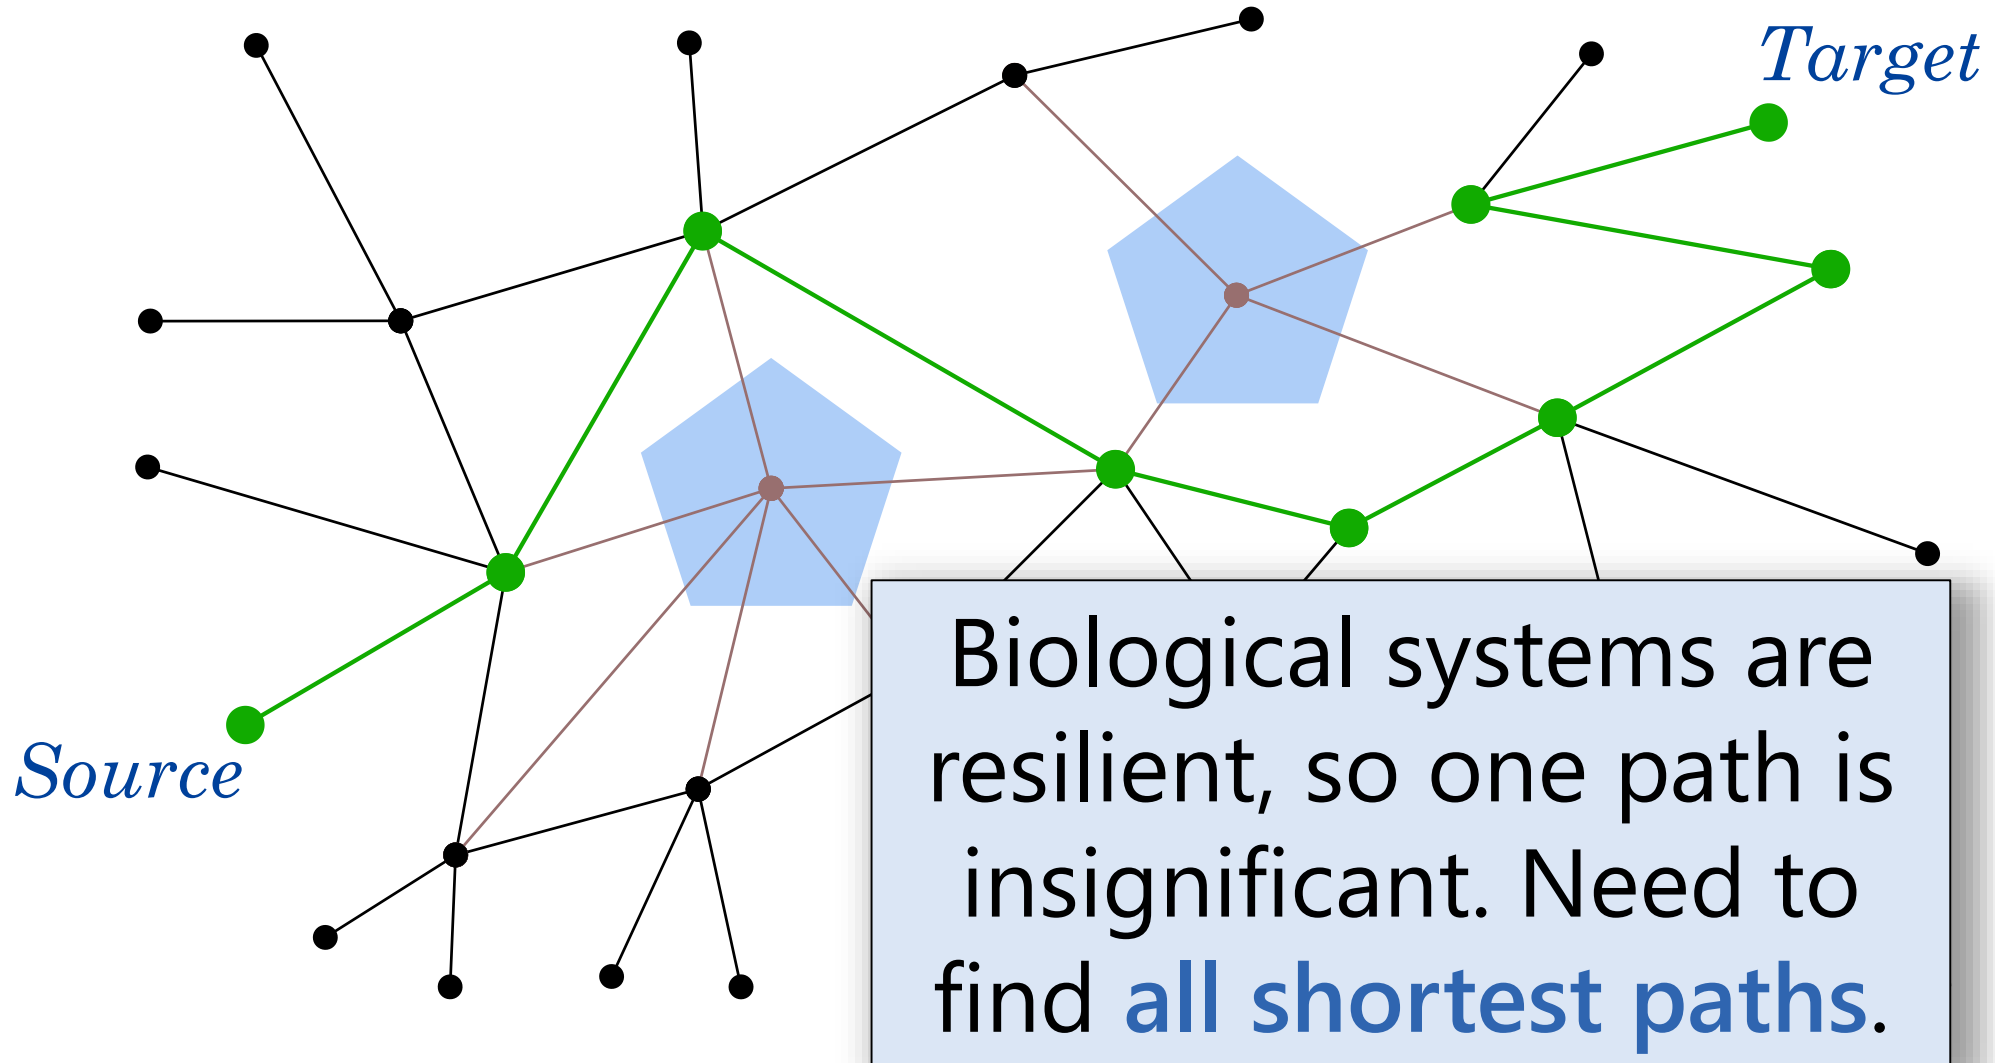 Target
Source
Biological systems are
resilient, so one path is
insignificant. Need to
find all shortest paths.